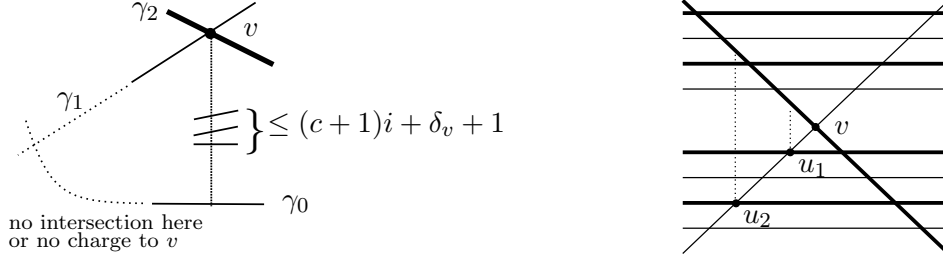 γ₂
v
γ₁
} ≤ (c + 1)i + δᵥ + 1
γ₀
no intersection here
or no charge to v
v
u₁
u₂